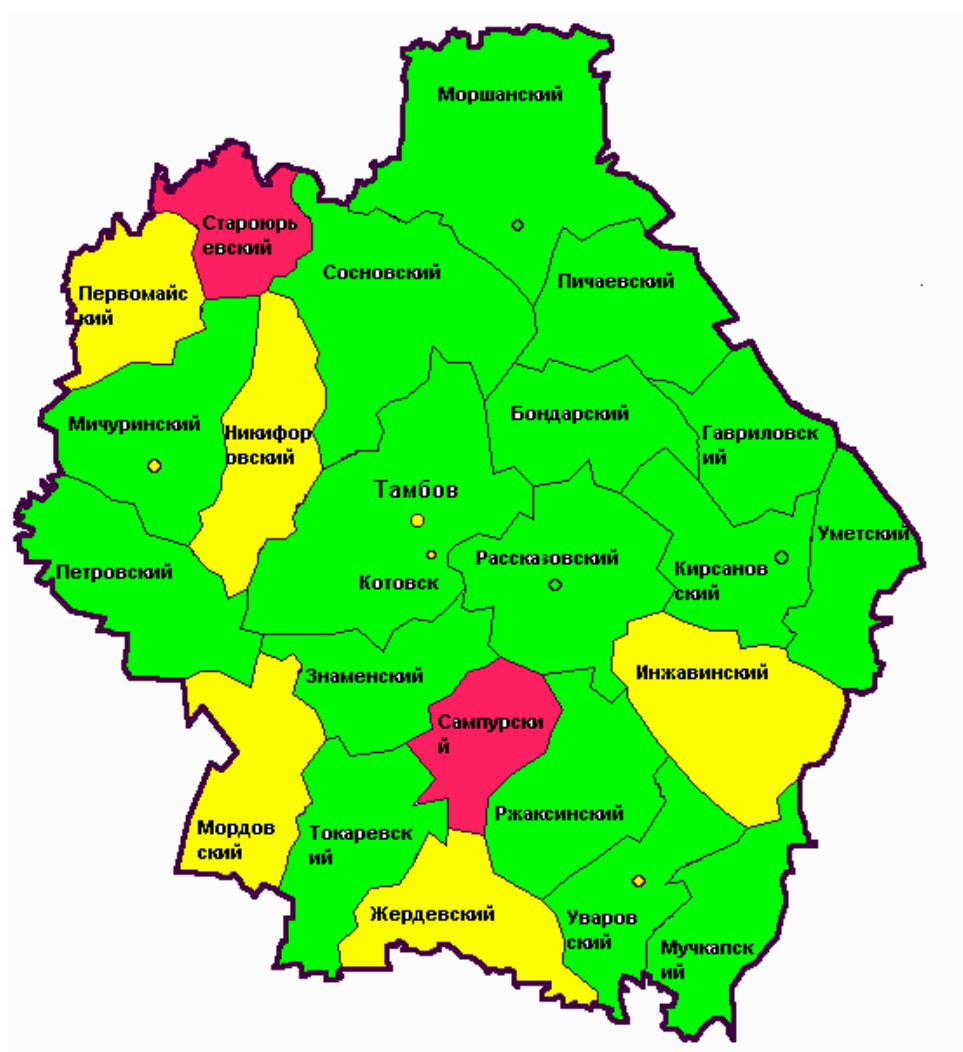 Моршанский
Староюрь
евский
Сосновский
Пичаевский
Первомайс
кий
Мичуринский
Никифор
овский
Бондарский
Гавриловск
ий
Тамбов
Уметский
Петровский
Котовск
Рассказовский
Кирсанов
ский
Знаменский
Инжавинский
Сампурски
й
Мордов
ский
Токаревск
ий
Ржаксинский
Жердевский
Уваров
ский
Мучкапск
ий